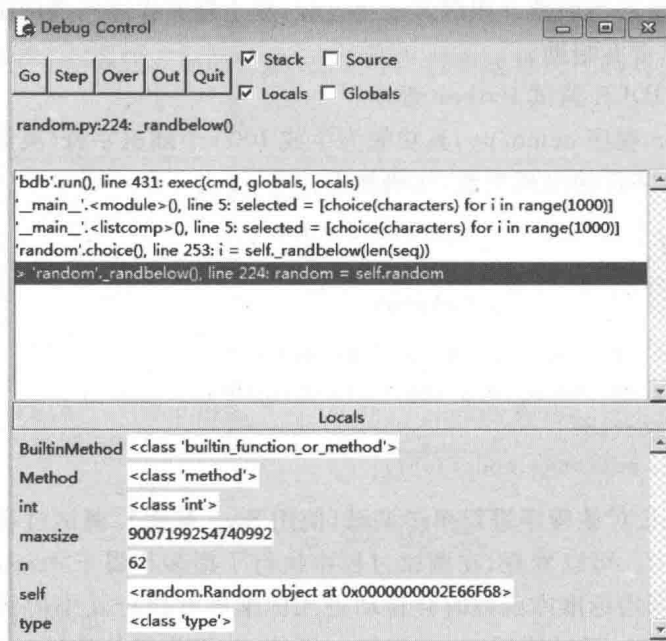 Debug Control
Go Step Over Out Quit
Stack Source
Locals Globals
random.py:224: _randbelow()
'bdb'.run(), line 431: exec(cmd, globals, locals)
'__main__'.<module>(), line 5: selected = [choice(characters) for i in range(1000)]
'__main__'.<listcomp>(), line 5: selected = [choice(characters) for i in range(1000)]
'random'.choice(), line 253: i = self._randbelow(len(seq))
> 'random'._randbelow(), line 224: random = self.random
Locals
BuiltinMethod <class 'builtin_function_or_method'>
Method <class 'method'>
int <class 'int'>
maxsize 9007199254740992
n 62
self <random.Random object at 0x0000000002E66F68>
type <class 'type'>